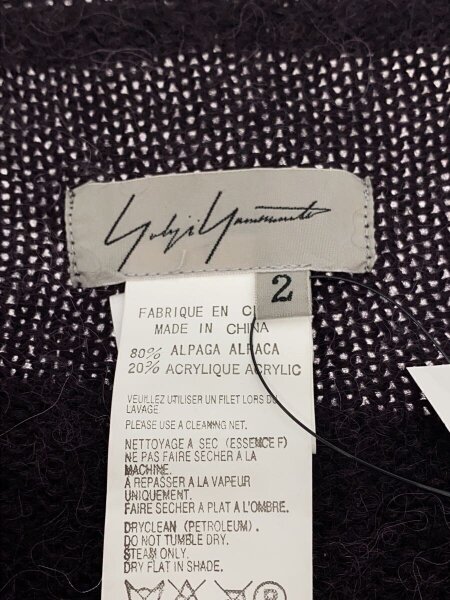 Yohji Yamamoto
2
FABRIQUE EN C
MADE IN CHINA
80% ALPAGA ALPACA
20% ACRYLIQUE ACRYLIC
VEUILLEZ UTILISER UN FILET LORS DU
LAVAGE
PLEASE USE A CLEANING NET.
NETTOYAGE A SEC (ESSENCE F)
NE PAS FAIRE SECHER A LA
MACHINE.
A REPASSER A LA VAPEUR
UNIQUEMENT.
FAIRE SECHER A PLAT A L'OMBRE.
DRYCLEAN (PETROLEUM).
DO NOT TUMBLE DRY.
STEAM ONLY.
DRY FLAT IN SHADE.